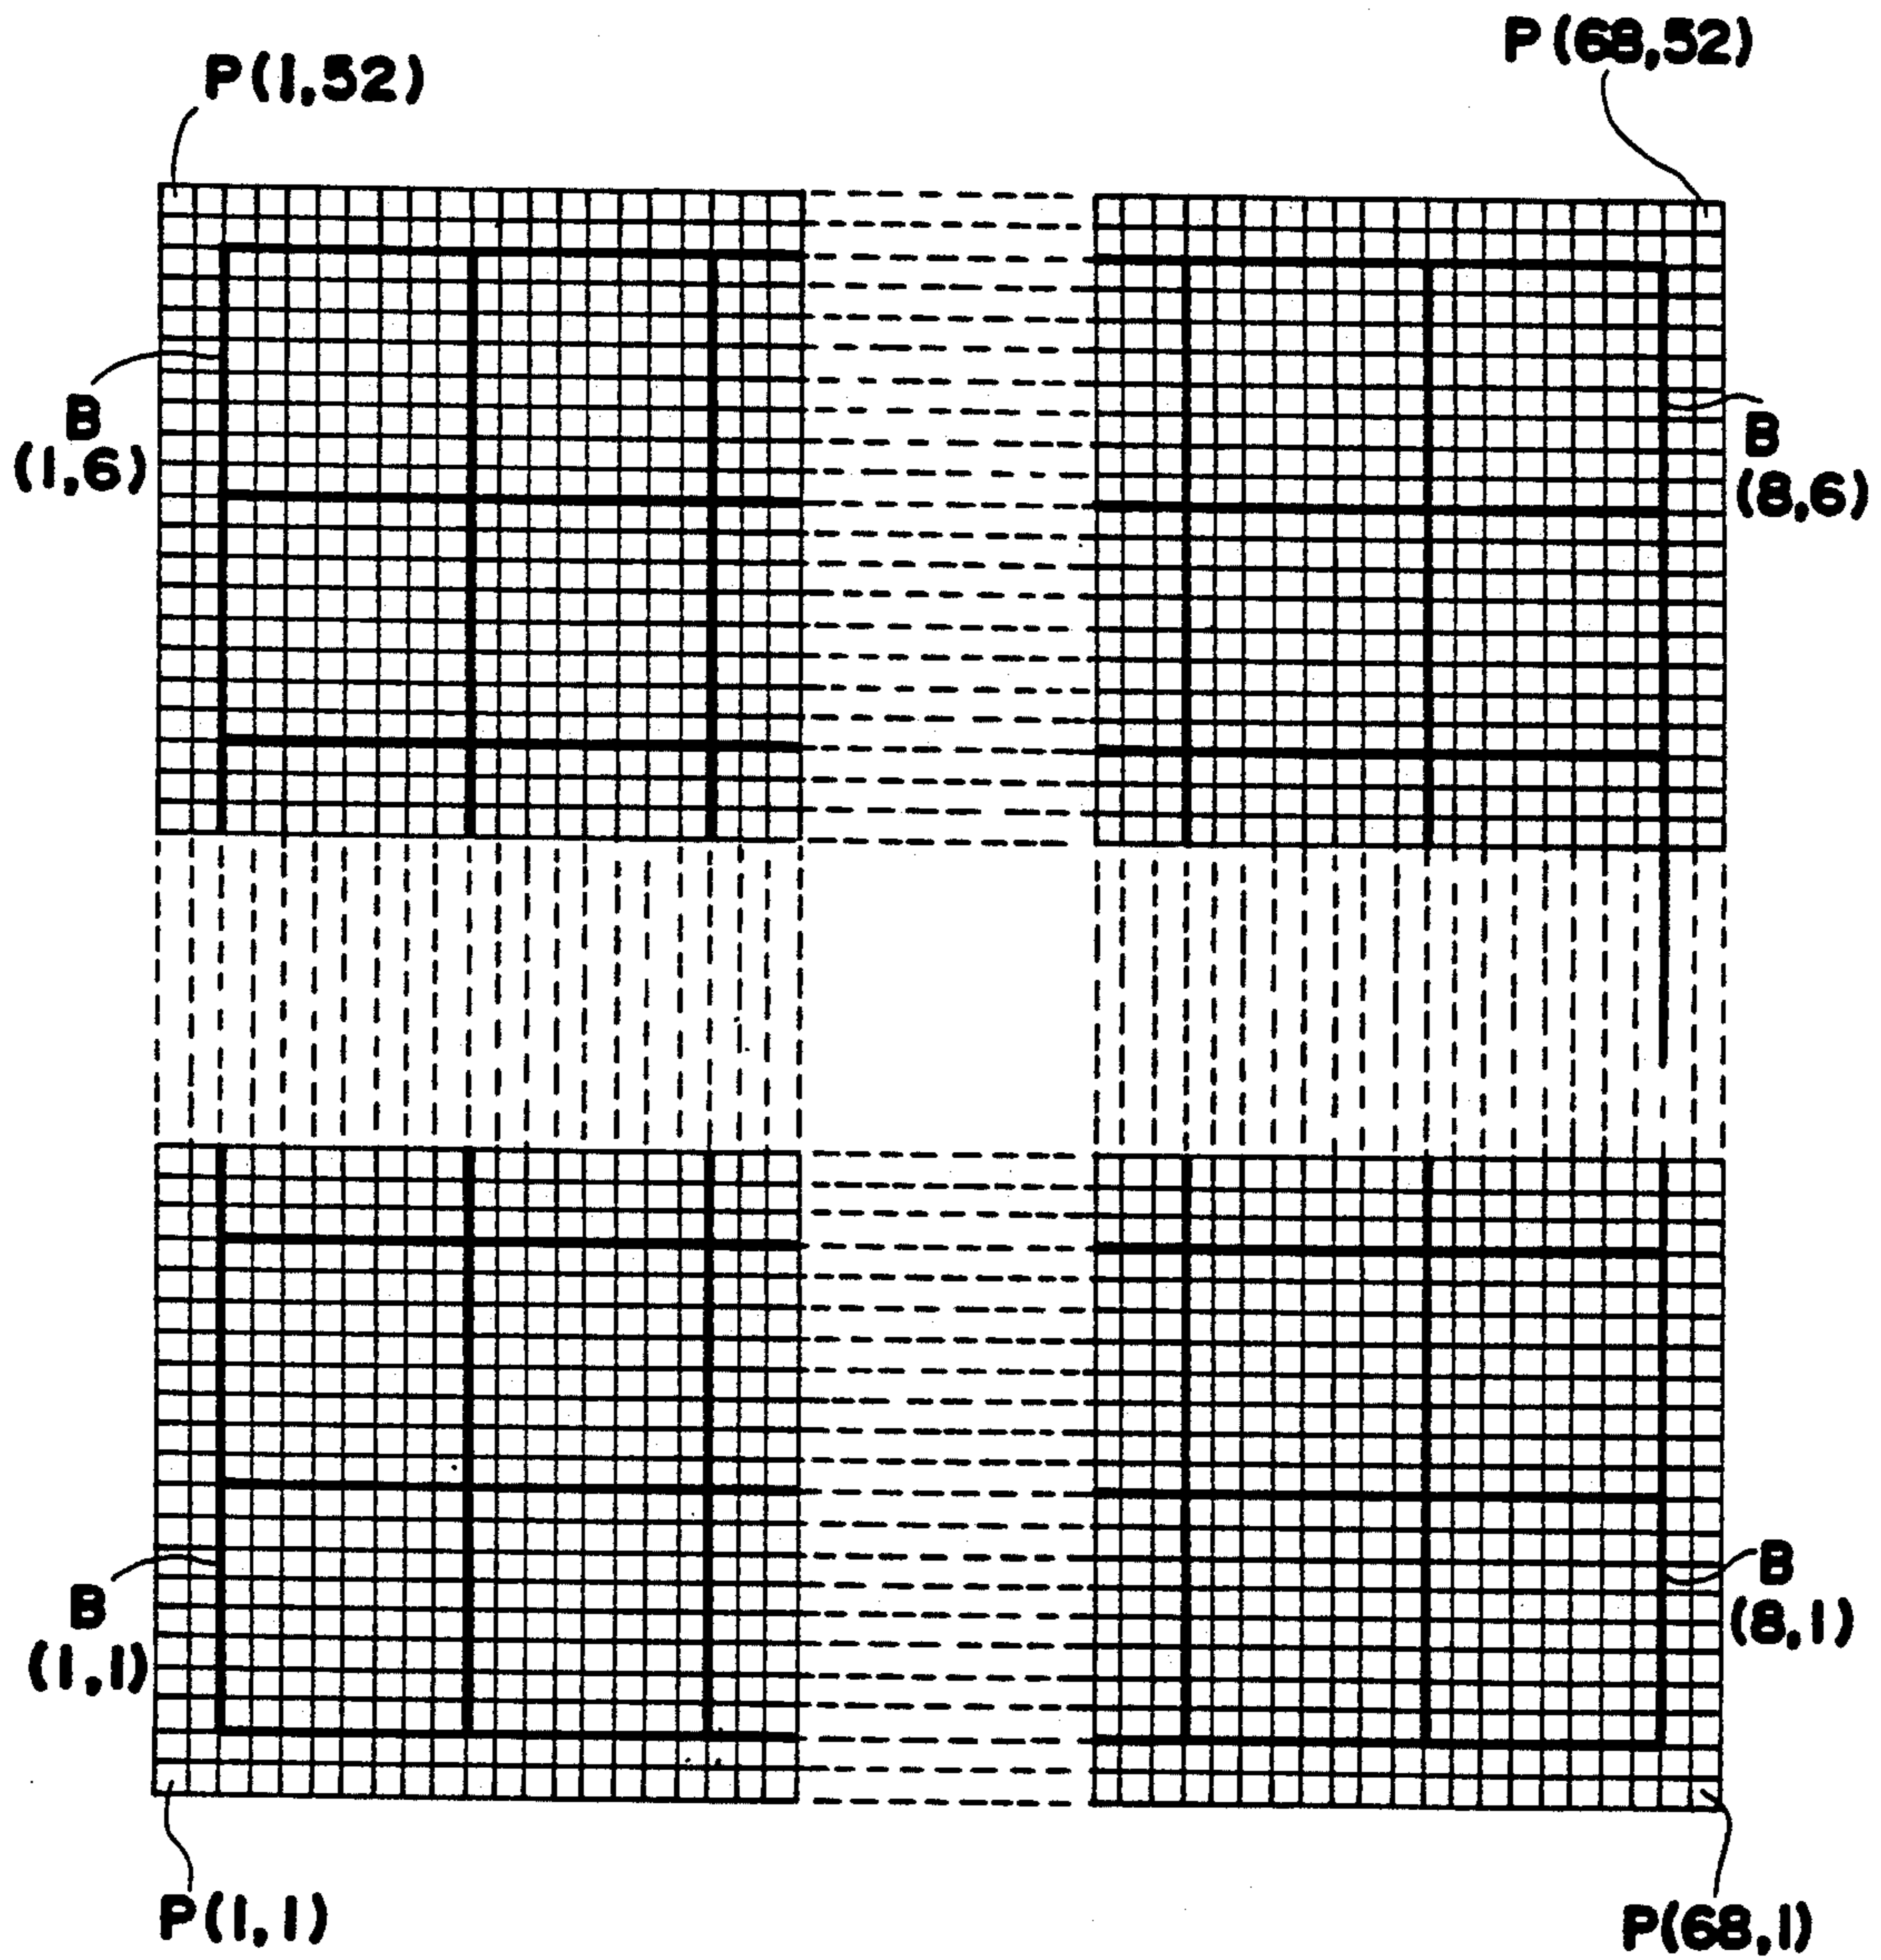 P(1,52)
P(68,52)
B
(1,6)
B
(8,6)
B
(1,1)
B
(8,1)
P(1,1)
P(68,1)